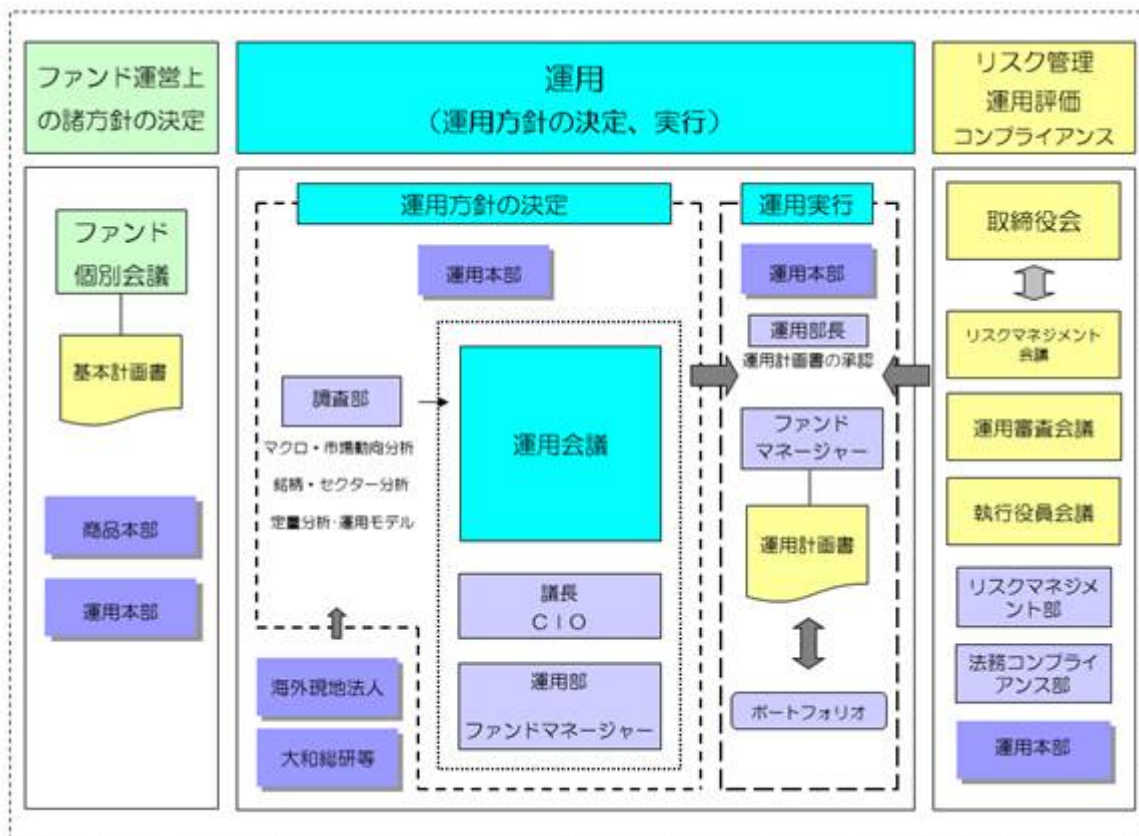 ファンド運営上
の諸方針の決定
ファンド
個別会議
基本計画書
商品本部
運用本部
運用
（運用方針の決定、実行）
運用方針の決定
運用本部
調査部
マクロ・市場動向分析
銘柄・セクター分析
定量分析・運用モデル
運用会議
議長
CIO
運用部
ファンドマネージャー
海外現地法人
大和総研等
運用実行
運用本部
運用部長
運用計画書の承認
ファンド
マネージャー
運用計画書
ポートフォリオ
リスク管理
運用評価
コンプライアンス
取締役会
リスクマネジメント
会議
運用審査会議
執行役員会議
リスクマネジメ
ント部
法務コンプライ
アンス部
運用本部